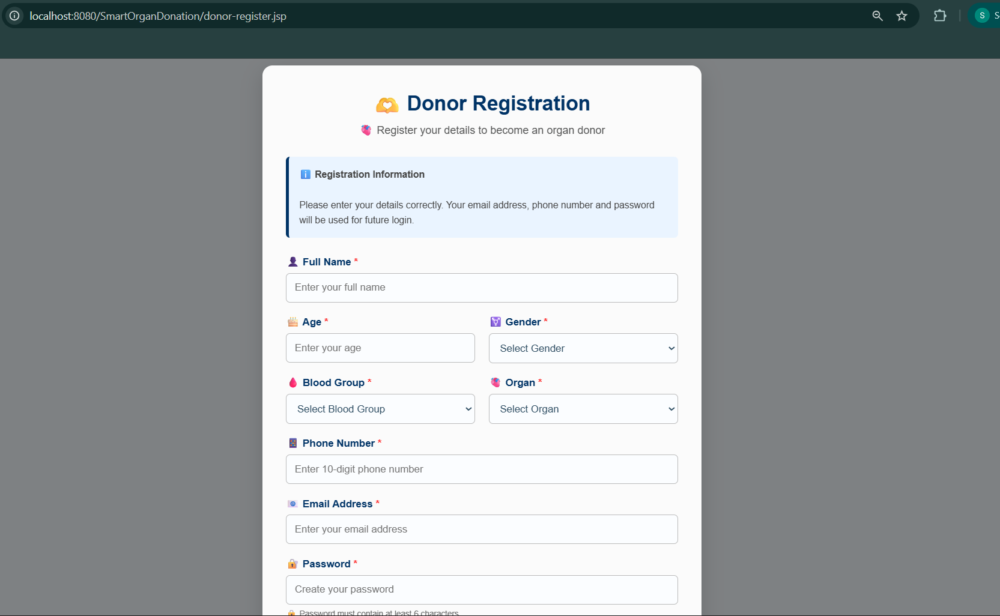 localhost:8080/SmartOrganDonation/donor-register.jsp
S
Donor Registration
Register your details to become an organ donor
Registration Information
Please enter your details correctly. Your email address, phone number and password
will be used for future login.
Full Name *
Enter your full name
Age *
Gender *
Enter your age
Select Gender
Blood Group *
Organ *
Select Blood Group
Select Organ
Phone Number *
Enter 10-digit phone number
Email Address *
Enter your email address
Password *
Create your password
Password must contain at least 6 characters